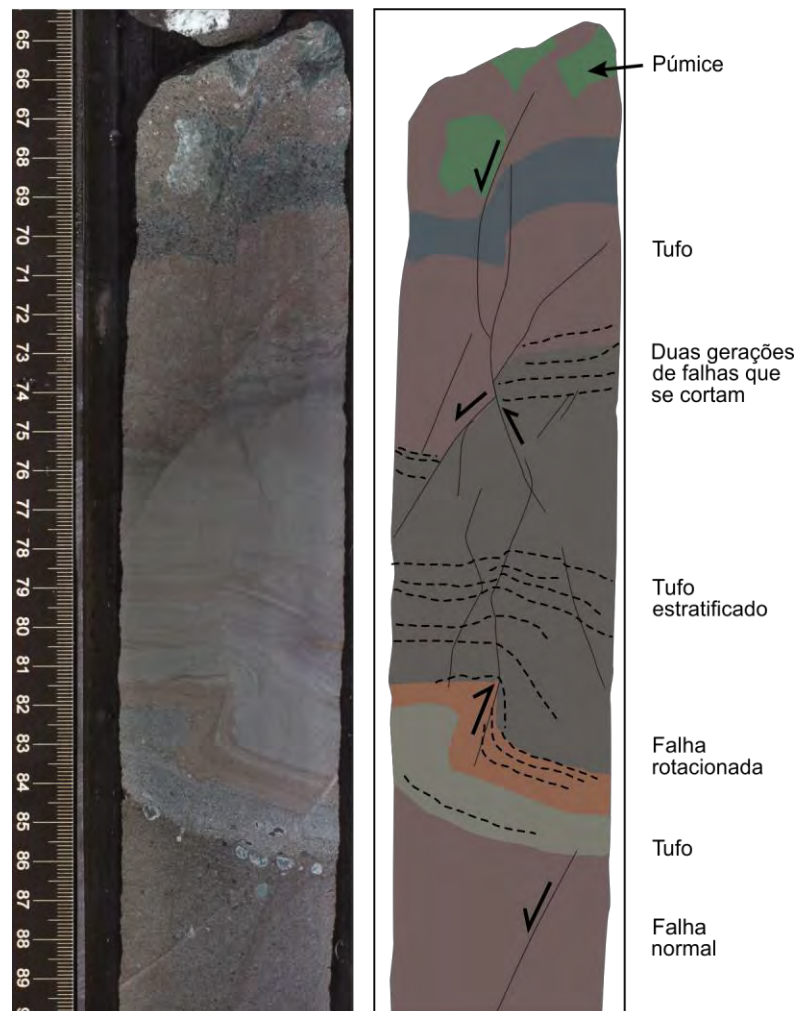 65
66
67
68
69
70
71
72
73
74
75
76
77
78
79
80
81
82
83
84
85
86
87
88
89
Púmice
Tufo
Duas gerações
de falhas que
se cortam
Tufo
estratificado
Falha
rotacionada
Tufo
Falha
normal